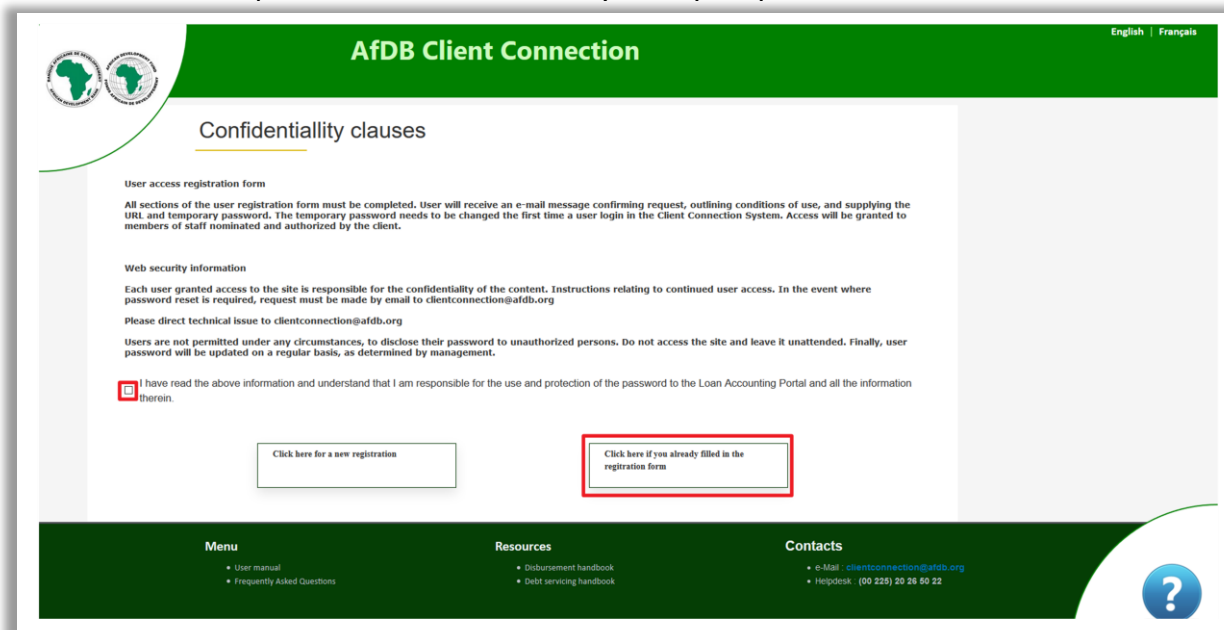 AfDB Client Connection
English | Français
Confidentiallity clauses
User access registration form
All sections of the user registration form must be completed. User will receive an e-mail message confirming request, outlining conditions of use, and supplying the
URL and temporary password. The temporary password needs to be changed the first time a user login in the Client Connection System. Access will be granted to
members of staff nominated and authorized by the client.
Web security information
Each user granted access to the site is responsible for the confidentiality of the content. Instructions relating to continued user access. In the event where
password reset is required, request must be made by email to clientconnection@afdb.org
Please direct technical issue to clientconnection@afdb.org
Users are not permitted under any circumstances, to disclose their password to unauthorized persons. Do not access the site and leave it unattended. Finally, user
password will be updated on a regular basis, as determined by management.
I have read the above information and understand that I am responsible for the use and protection of the password to the Loan Accounting Portal and all the information
therein.
Click here for a new registration
Click here if you already filled in the
regitration form
Menu
• User manual
• Frequently Asked Questions
Resources
• Disbursement handbook
• Debt servicing handbook
Contacts
• e-Mail : clientconnection@afdb.org
• Helpdesk : (00 225) 20 26 50 22
?